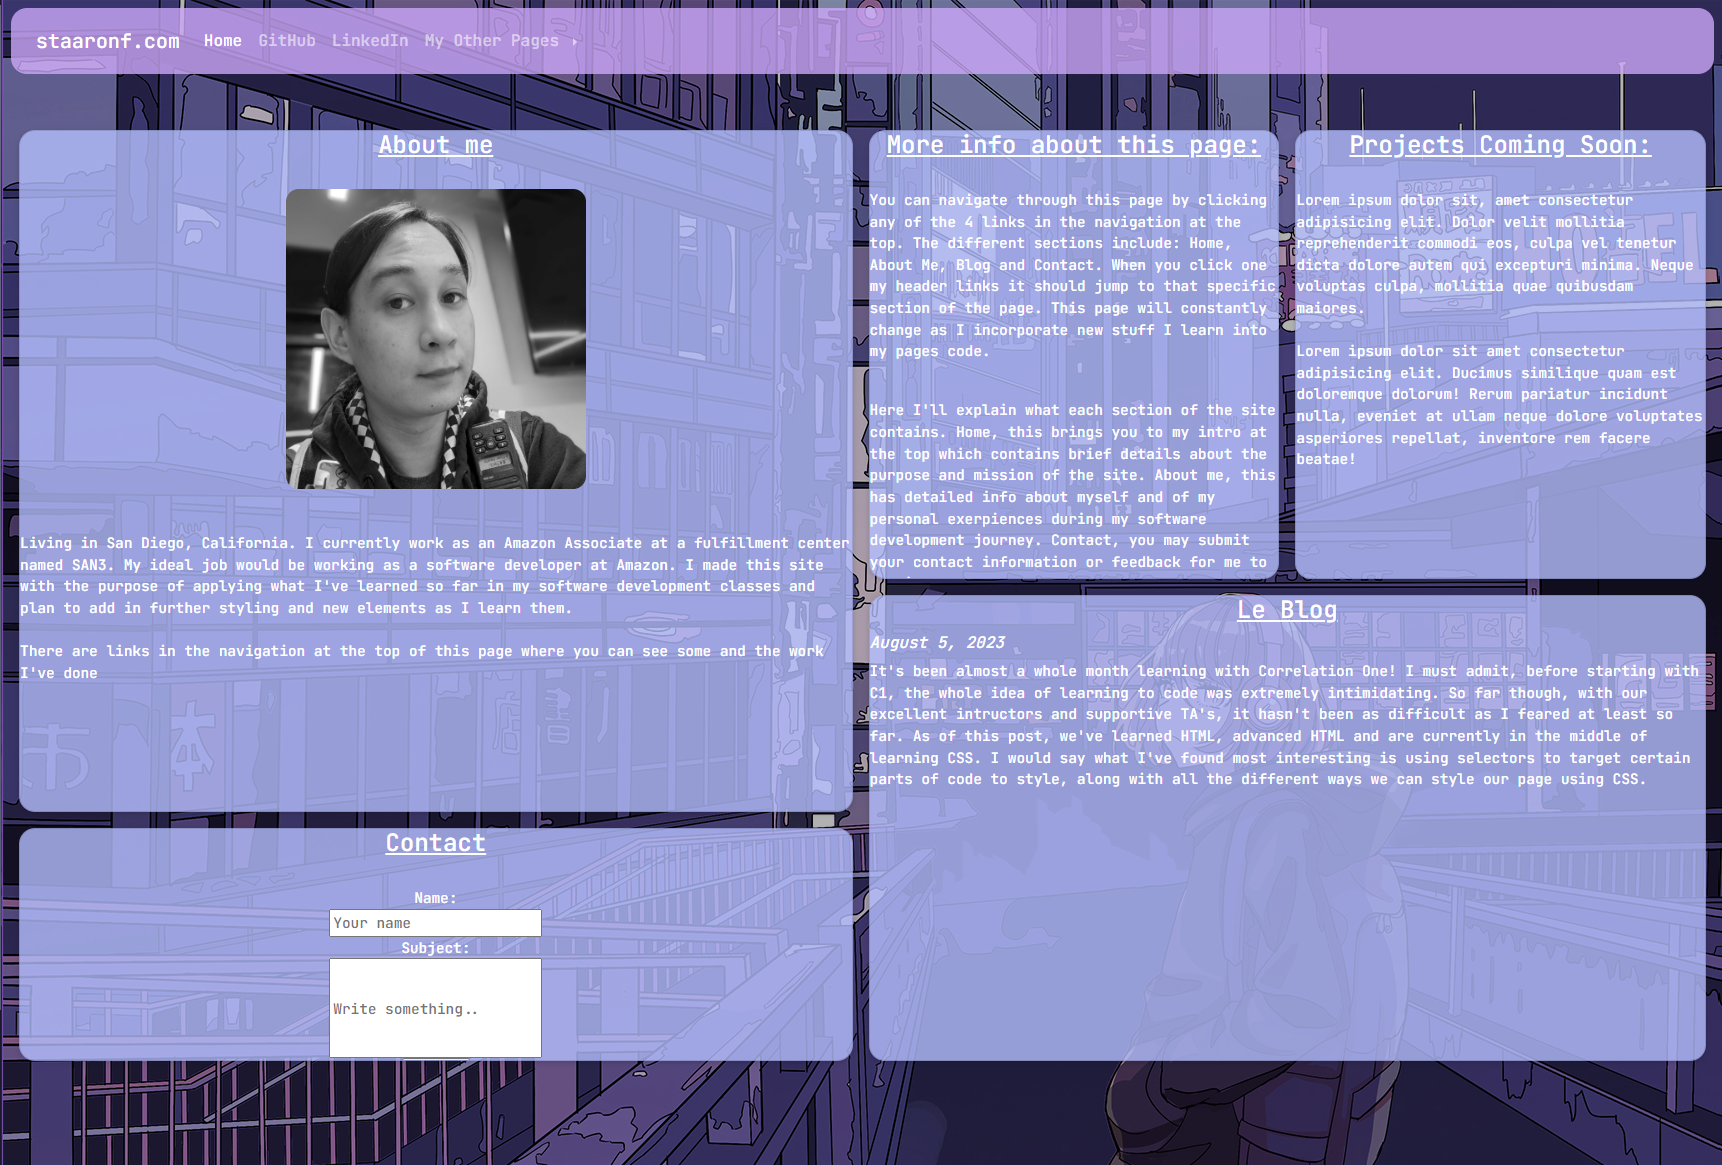 staaronf.com Home GitHub LinkedIn My Other Pages
About me
Living in San Diego, California. I currently work as an Amazon Associate at a fulfillment center
named SAN3. My ideal job would be working as a software developer at Amazon. I made this site
with the purpose of applying what I've learned so far in my software development classes and
plan to add in further styling and new elements as I learn them.
There are links in the navigation at the top of this page where you can see some and the work
I've done
Contact
Name:
Your name
Subject:
Write something..
More info about this page:
You can navigate through this page by clicking
any of the 4 links in the navigation at the
top. The different sections include: Home,
About Me, Blog and Contact. When you click one
my header links it should jump to that specific
section of the page. This page will constantly
change as I incorporate new stuff I learn into
my pages code.
Here I'll explain what each section of the site
contains. Home, this brings you to my intro at
the top which contains brief details about the
purpose and mission of the site. About me, this
has detailed info about myself and of my
personal exerpiences during my software
development journey. Contact, you may submit
your contact information or feedback for me to
Projects Coming Soon:
Lorem ipsum dolor sit, amet consectetur
adipisicing elit. Dolor velit mollitia
reprehenderit commodi eos, culpa vel tenetur
dicta dolore autem qui excepturi minima. Neque
voluptas culpa, mollitia quae quibusdam
maiores.
Lorem ipsum dolor sit amet consectetur
adipisicing elit. Ducimus similique quam est
doloremque dolorum! Rerum pariatur incidunt
nulla, eveniet at ullam neque dolore voluptates
asperiores repellat, inventore rem facere
beatae!
Le Blog
August 5, 2023
It's been almost a whole month learning with Correlation One! I must admit, before starting with
C1, the whole idea of learning to code was extremely intimidating. So far though, with our
excellent intructors and supportive TA's, it hasn't been as difficult as I feared at least so
far. As of this post, we've learned HTML, advanced HTML and are currently in the middle of
learning CSS. I would say what I've found most interesting is using selectors to target certain
parts of code to style, along with all the different ways we can style our page using CSS.